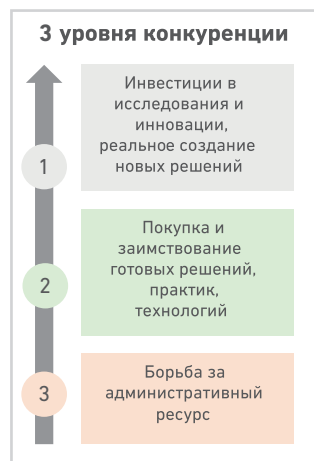 3 уровня конкуренции
1
Инвестиции в
исследования и
инновации,
реальное создание
новых решений
2
Покупка и
заимствование
готовых решений,
практик,
технологий
3
Борьба за
административный
ресурс